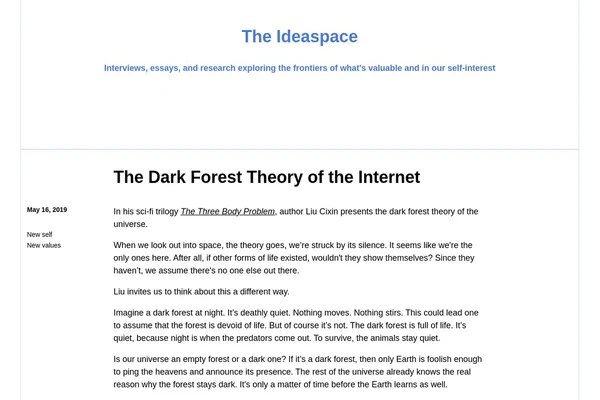 The Ideaspace
Interviews, essays, and research exploring the frontiers of what's valuable and in our self-interest
The Dark Forest Theory of the Internet
May 16, 2019
New self
New values
In his sci-fi trilogy The Three Body Problem, author Liu Cixin presents the dark forest theory of the
universe.
When we look out into space, the theory goes, we’re struck by its silence. It seems like we're the
only ones here. After all, if other forms of life existed, wouldn't they show themselves? Since they
haven’t, we assume there's no one else out there.
Liu invites us to think about this a different way.
Imagine a dark forest at night. It’s deathly quiet. Nothing moves. Nothing stirs. This could lead one
to assume that the forest is devoid of life. But of course it’s not. The dark forest is full of life. It’s
quiet, because night is when the predators come out. To survive, the animals stay quiet.
Is our universe an empty forest or a dark one? If it’s a dark forest, then only Earth is foolish enough
to ping the heavens and announce its presence. The rest of the universe already knows the real
reason why the forest stays dark. It's only a matter of time before the Earth learns as well.